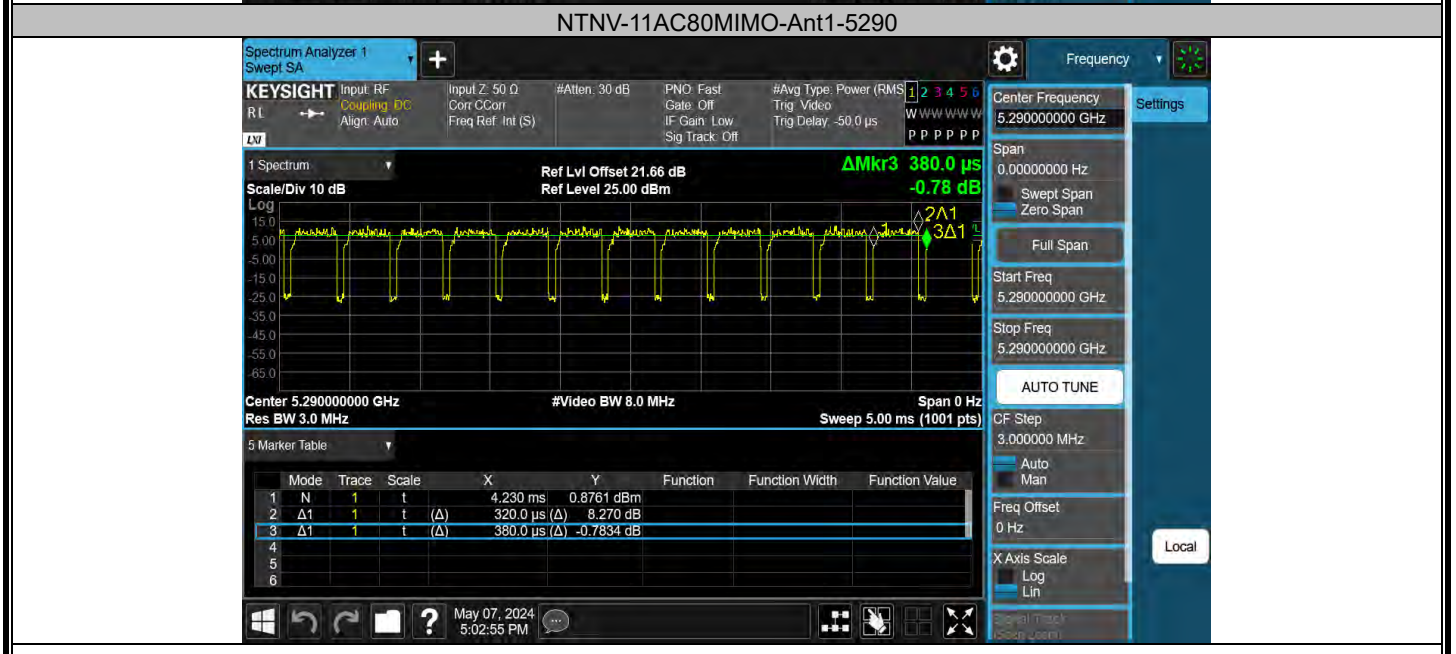 NTNV-11AC80MIMO-Ant1-5290
Spectrum Analyzer 1
Swept SA
+
Frequency
KEYSIGHT
RL
LXI
Input: RF
Coupling: DC
Align: Auto
Input Z: 50 Ω
Corr CCorr
Freq Ref: Int (S)
#Atten: 30 dB
PNO: Fast
Gate: Off
IF Gain: Low
Sig Track: Off
#Avg Type: Power (RMS
Trig: Video
Trig Delay: -50.0 µs
1 2 3 4 5 6
W W W W W W
P P P P P P
Center Frequency
5.290000000 GHz
Settings
1 Spectrum
Ref Lvl Offset 21.66 dB
ΔMkr3 380.0 µs
Scale/Div 10 dB
Ref Level 25.00 dBm
-0.78 dB
Log
15.0
5.00
-5.00
-15.0
-25.0
-35.0
-45.0
-55.0
-65.0
2Δ1
1
3Δ1
Center 5.290000000 GHz
#Video BW 8.0 MHz
Span 0 Hz
Res BW 3.0 MHz
Sweep 5.00 ms (1001 pts)
Span
0.00000000 Hz
Swept Span
Zero Span
Full Span
Start Freq
5.290000000 GHz
Stop Freq
5.290000000 GHz
AUTO TUNE
CF Step
3.000000 MHz
Auto
Man
Freq Offset
0 Hz
X Axis Scale
Log
Lin
Signal Track
(Span Zoom)
Local
5 Marker Table
Mode Trace Scale X Y Function Function Width Function Value
1 N 1 t 4.230 ms 0.8761 dBm
2 Δ1 1 t (Δ) 320.0 µs (Δ) 8.270 dB
3 Δ1 1 t (Δ) 380.0 µs (Δ) -0.7834 dB
4
5
6
?
May 07, 2024
5:02:55 PM